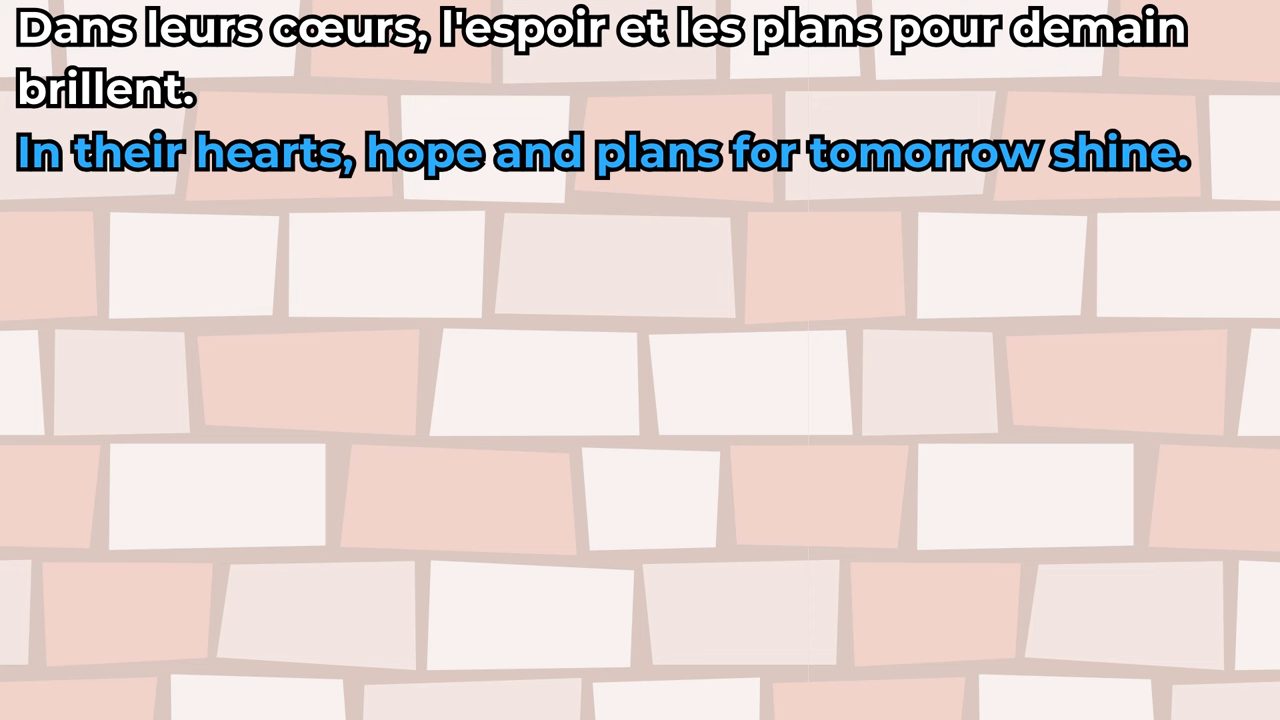 Dans leurs cœurs, l'espoir et les plans pour demain
brillent.
In their hearts, hope and plans for tomorrow shine.